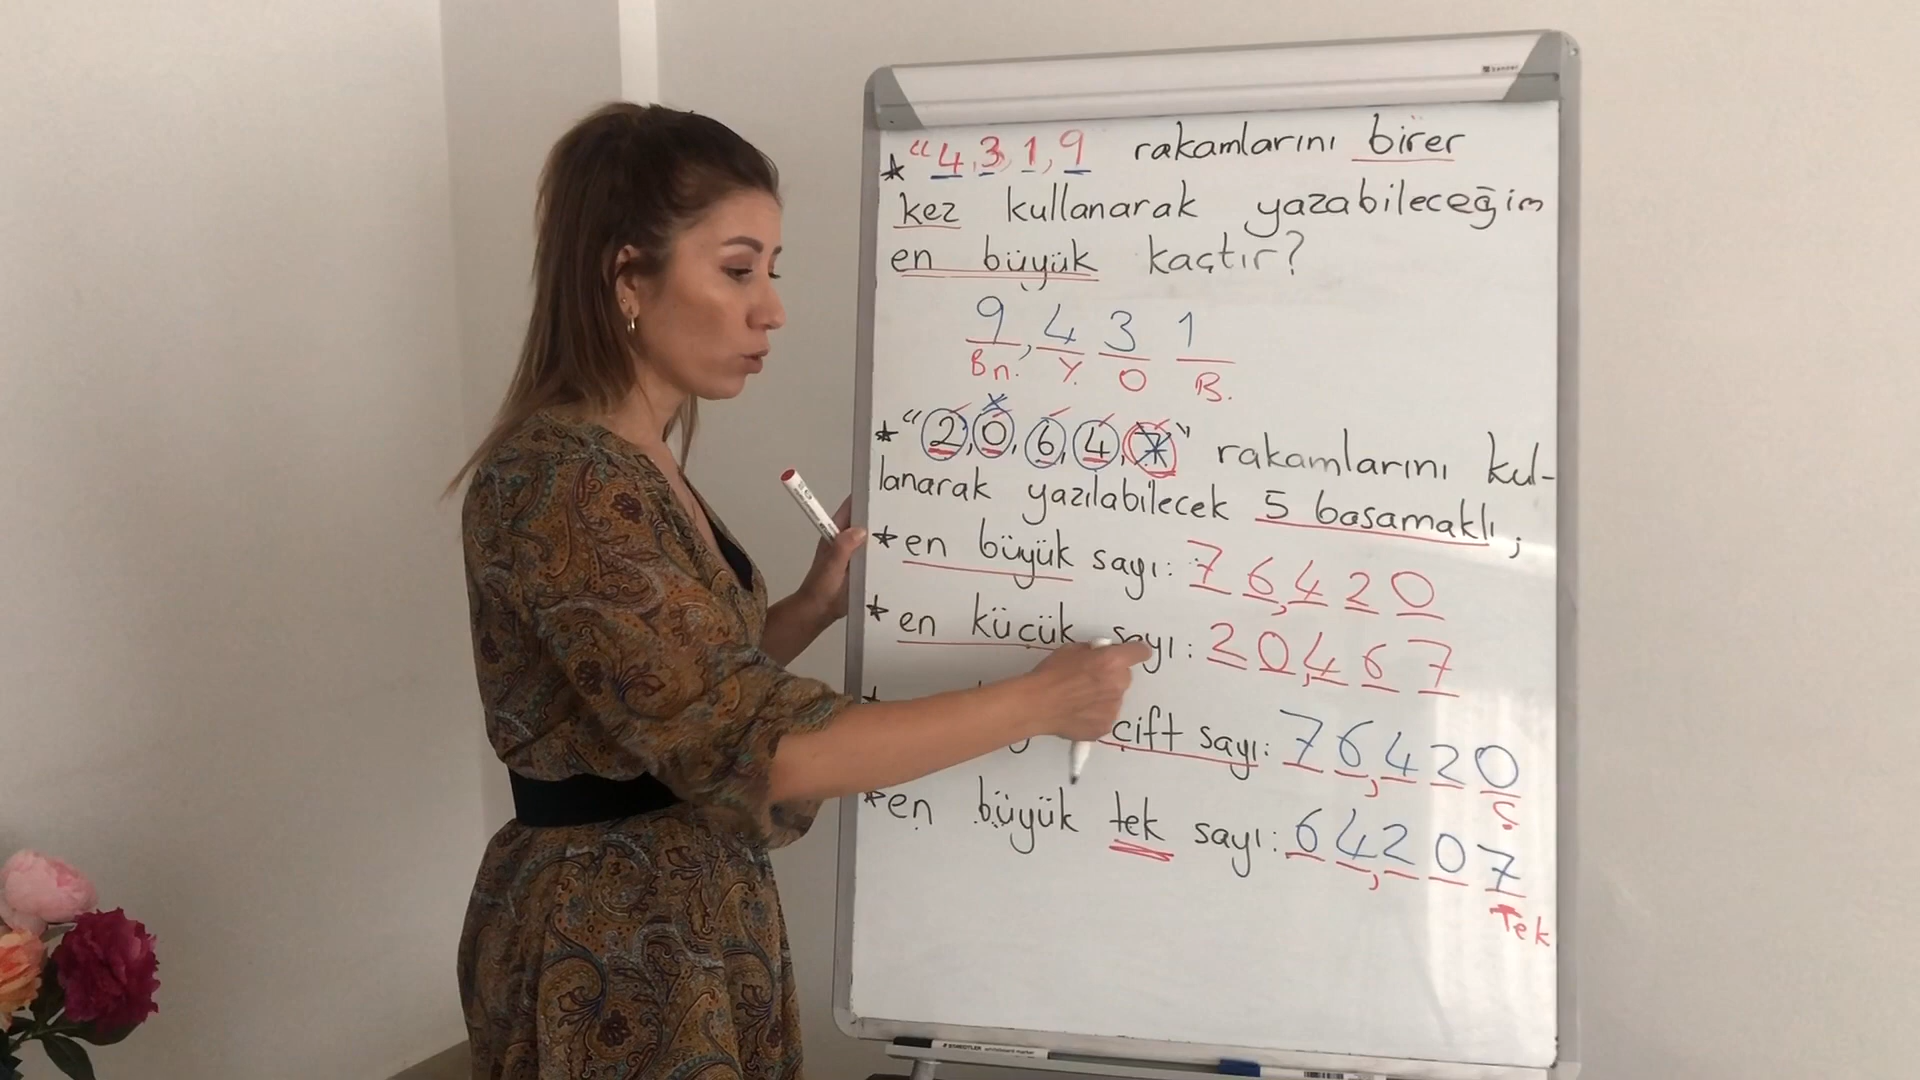 * “4,3,1,9 rakamlarını birer
kez kullanarak yazabileceğim
en büyük kaçtır?
9,4 3 1
Bn. Y. O B.
* “2,0,6,4,7” rakamlarını kul-
lanarak yazılabilecek 5 basamaklı,
* en büyük sayı: 76,420
* en küçük sayı: 20,467
çift sayı: 76,420
Ç
* en büyük tek sayı: 64,207
Tek
STAEDTLER